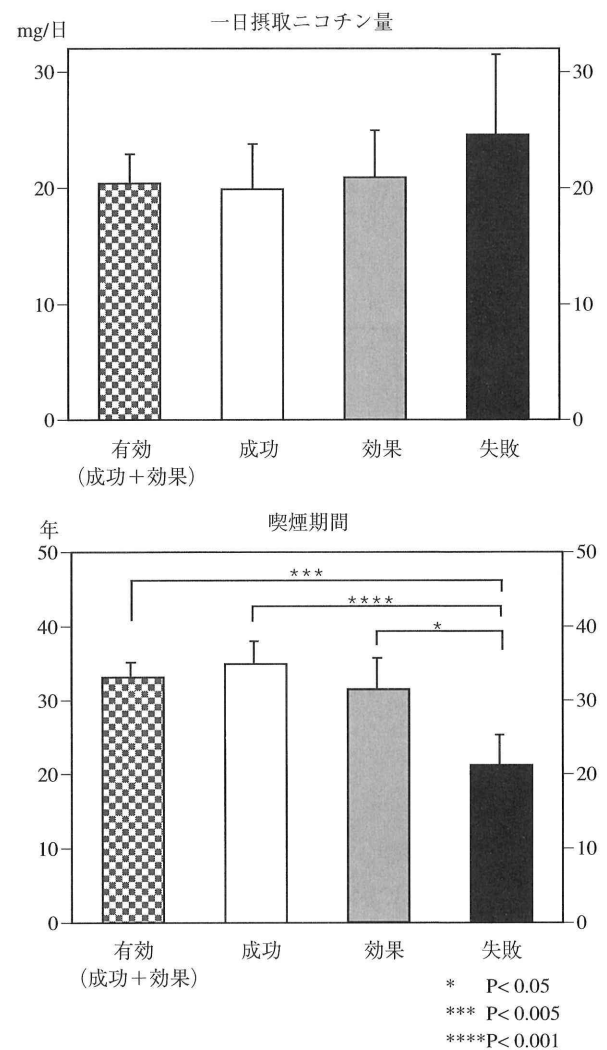 一日摂取ニコチン量
mg/日
30
30
20
20
10
10
0
0
有効 成功 効果 失敗
(成功＋効果)
喫煙期間
年
50
50
***
****
40
40
*
30
30
20
20
10
10
0
0
有効 成功 効果 失敗
(成功＋効果)
* P< 0.05
*** P< 0.005
****P< 0.001